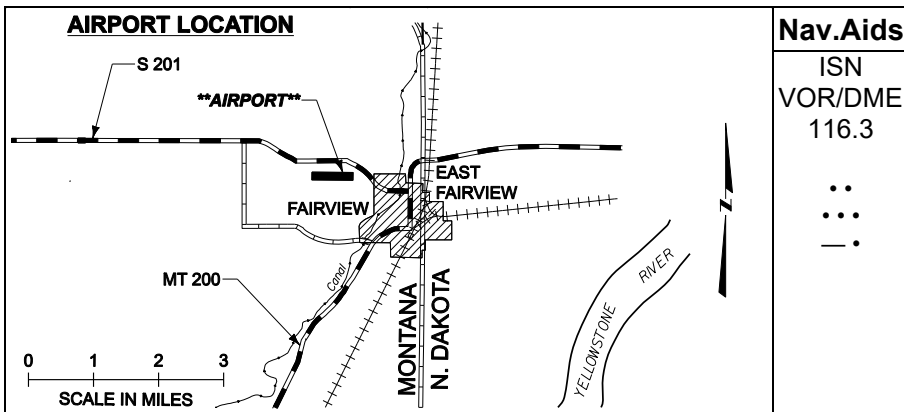 AIRPORT LOCATION
S 201
**AIRPORT**
EAST
FAIRVIEW
FAIRVIEW
MT 200
Canal
MONTANA
N. DAKOTA
YELLOWSTONE
RIVER
N
0 1 2 3
SCALE IN MILES
Nav.Aids
ISN
VOR/DME
116.3
• •
• • •
— •